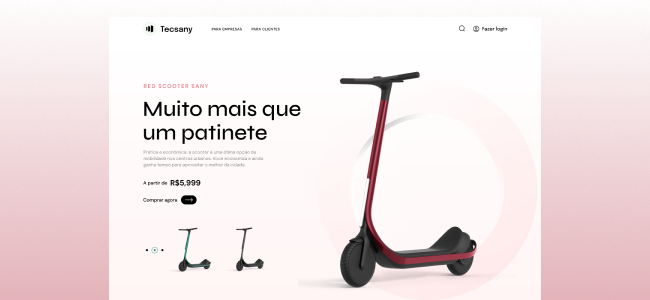 Tecsany
PARA EMPRESAS
PARA CLIENTES
Fazer login
RED SCOOTER SANY
Muito mais que
um patinete
Prática e econômica, a scooter é uma ótima opção de
mobilidade nos centros urbanos. Você economiza e ainda
ganha tempo para aproveitar o melhor da cidade.
A partir de R$5,999
Comprar agora